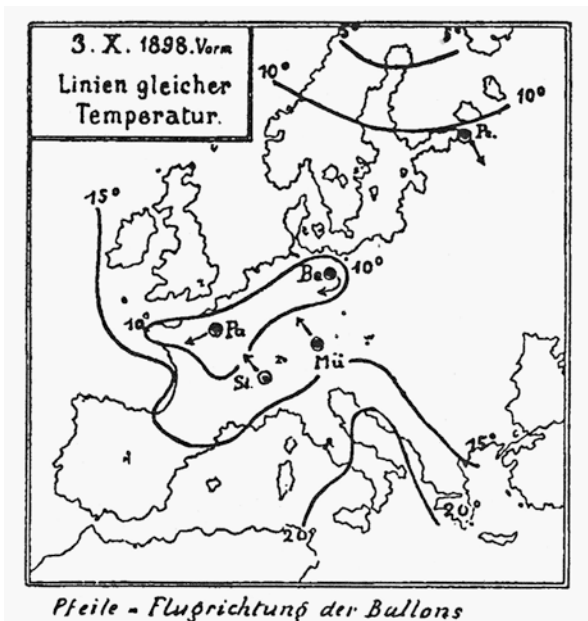 3. X. 1898. Vorm
Linien gleicher
Temperatur.
5° 5°
10° 10°
Pe.
15°
Be 10°
10° Pa
Mü
St.
15°
20° 20°
Pfeile = Flugrichtung der Ballons